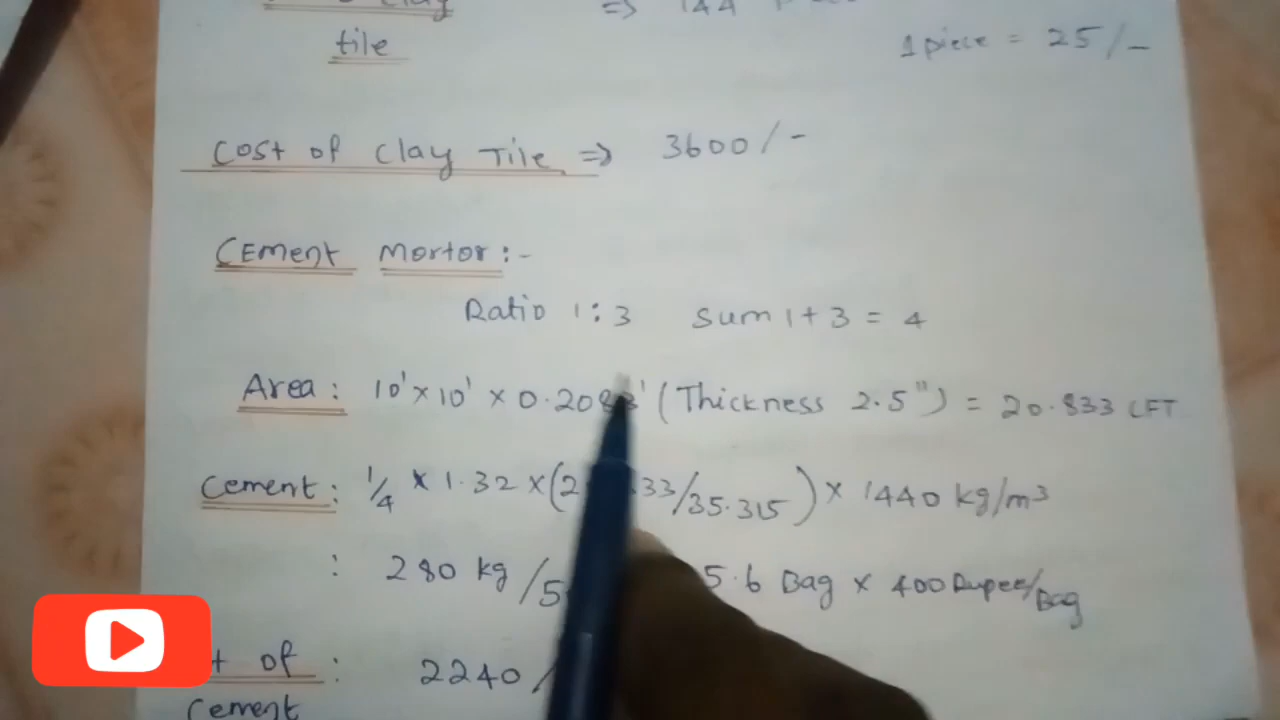 => 144
tile
1 piece = 25/-
Cost of Clay Tile => 3600/-
Cement Mortor:-
Ratio 1:3 Sum 1+3 = 4
Area: 10' x 10' x 0.2083' (Thickness 2.5") = 20.833 CFT
Cement: 1/4 x 1.32 x ( /35.315) x 1440 kg/m³
: 280 kg/ 5.6 Bag x 400 Rupee/Bag
of : 2240/
Cement